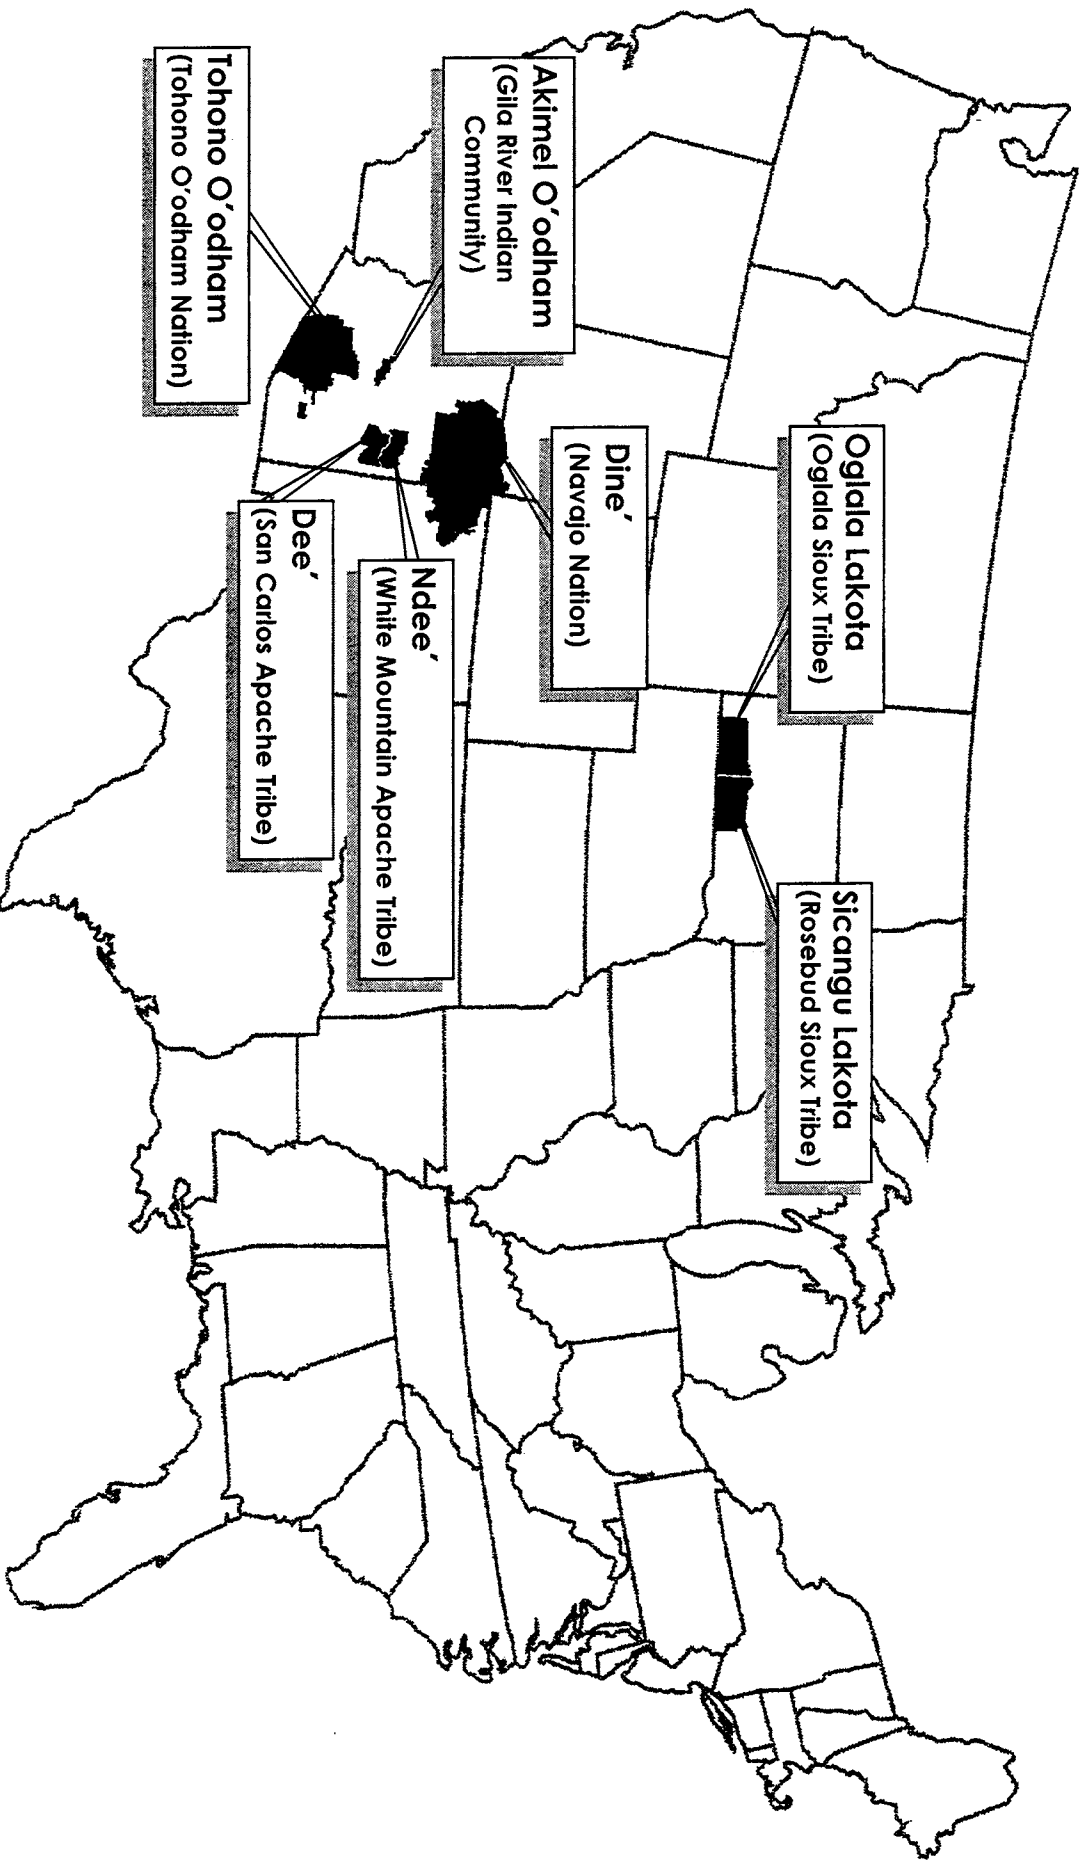 Oglala Lakota
(Oglala Sioux Tribe)
Sicangu Lakota
(Rosebud Sioux Tribe)
Dine’
(Navajo Nation)
Akimel O’odham
(Gila River Indian
Community)
Ndee’
(White Mountain Apache Tribe)
Dee’
(San Carlos Apache Tribe)
Tohono O’odham
(Tohono O’odham Nation)